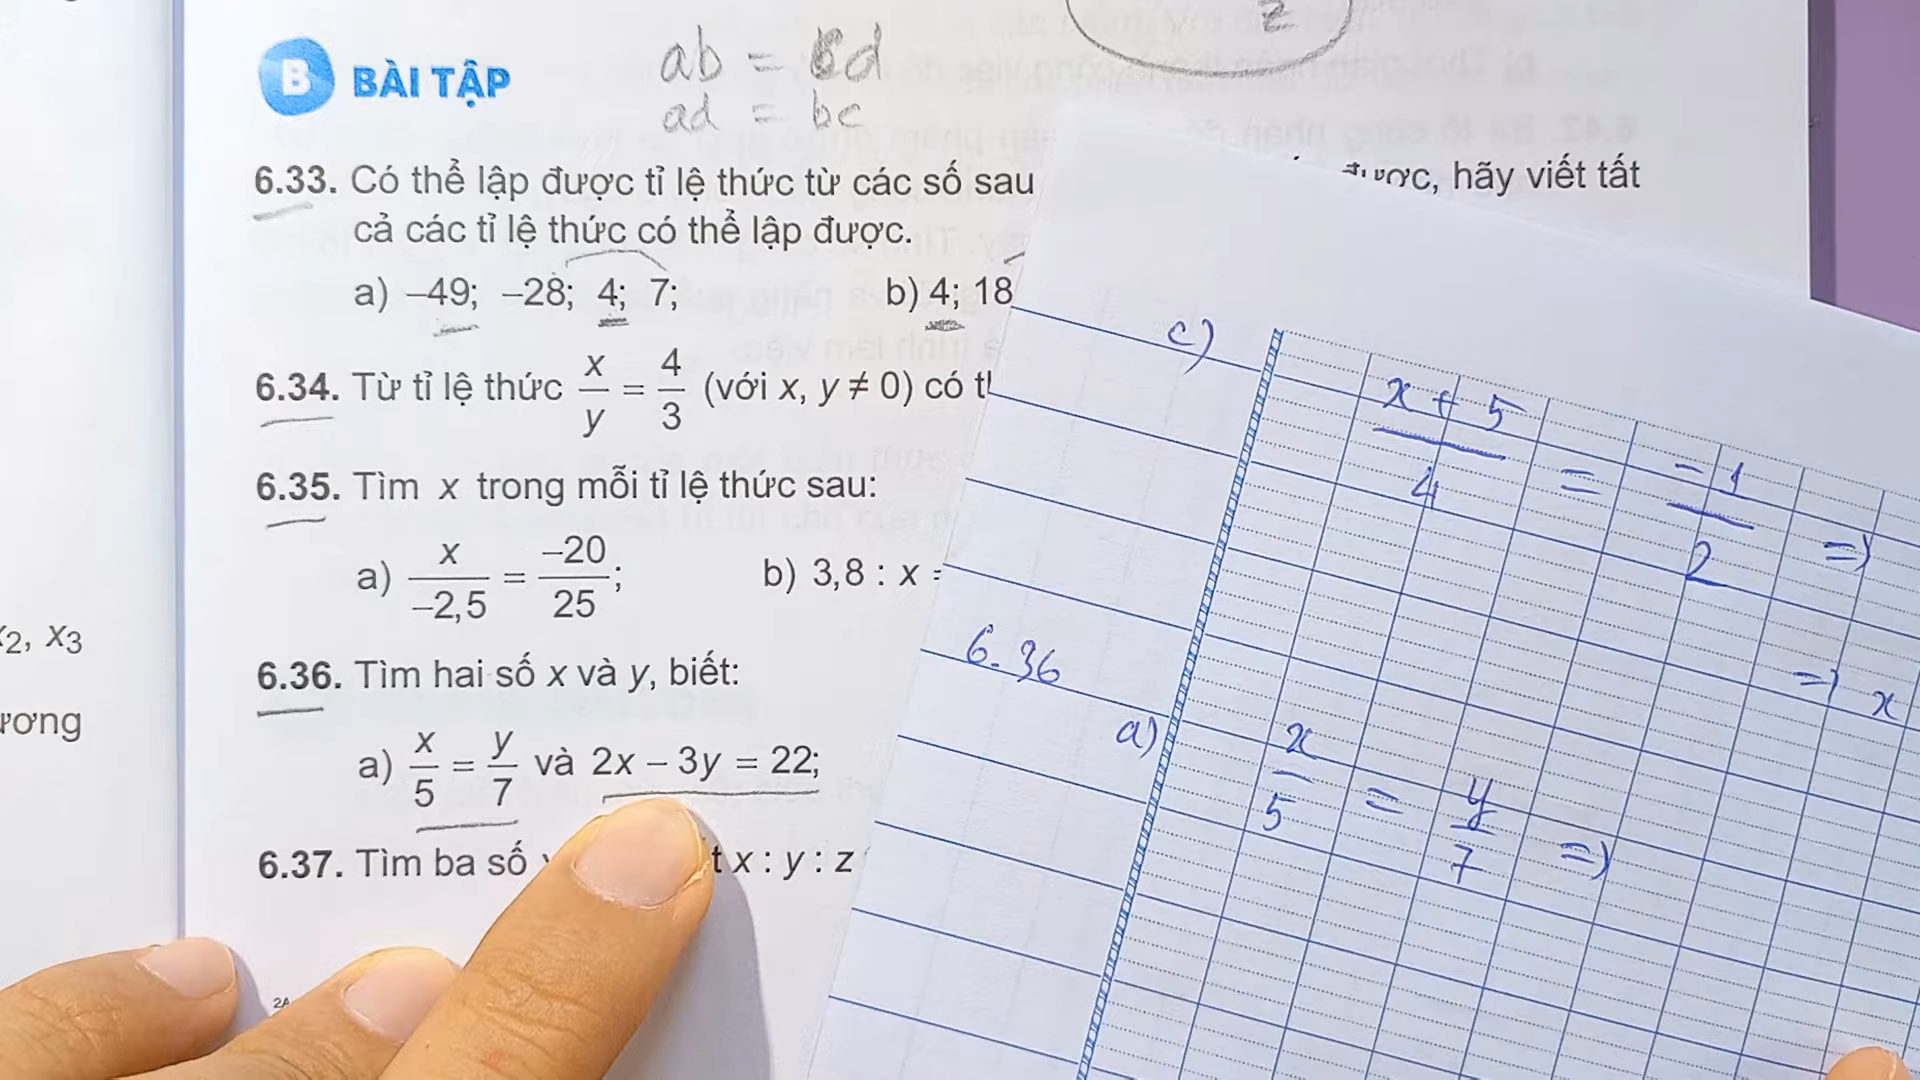 z
B BÀI TẬP
ab = cd
ad = bc
6.33. Có thể lập được tỉ lệ thức từ các số sau được, hãy viết tất
cả các tỉ lệ thức có thể lập được.
a) –49; –28; 4; 7; b) 4; 18
6.34. Từ tỉ lệ thức x/y = 4/3 (với x, y ≠ 0) có
6.35. Tìm x trong mỗi tỉ lệ thức sau:
a) x/–2,5 = –20/25; b) 3,8 : x =
6.36. Tìm hai số x và y, biết:
a) x/5 = y/7 và 2x – 3y = 22;
6.37. Tìm ba số x : y : z
x2, x3
ương
c) x + 5/4 = -1/2 =>
=> x
6.36
a) x/5 = y/7 =>